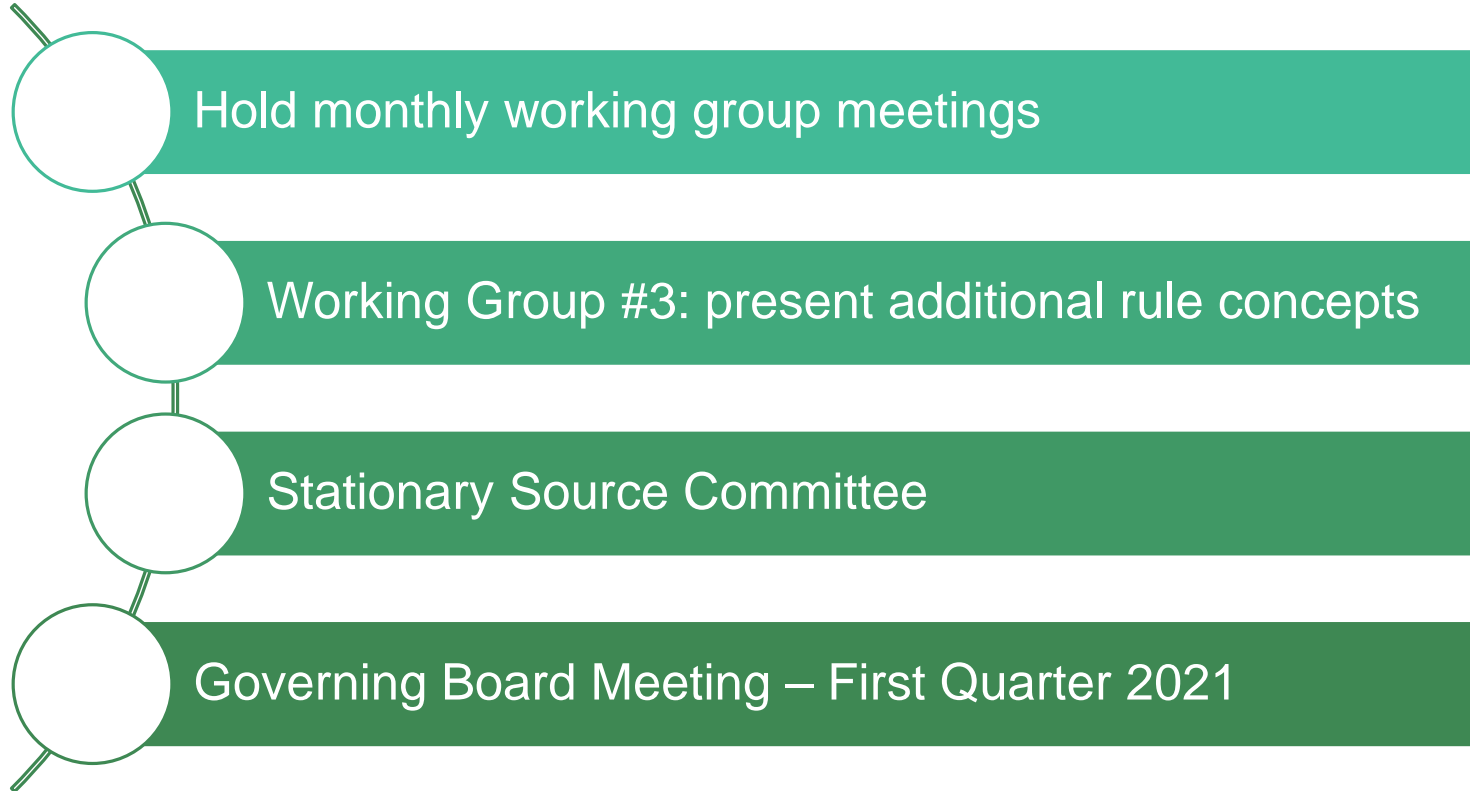 Hold monthly working group meetings
Working Group #3: present additional rule concepts
Stationary Source Committee
Governing Board Meeting – First Quarter 2021